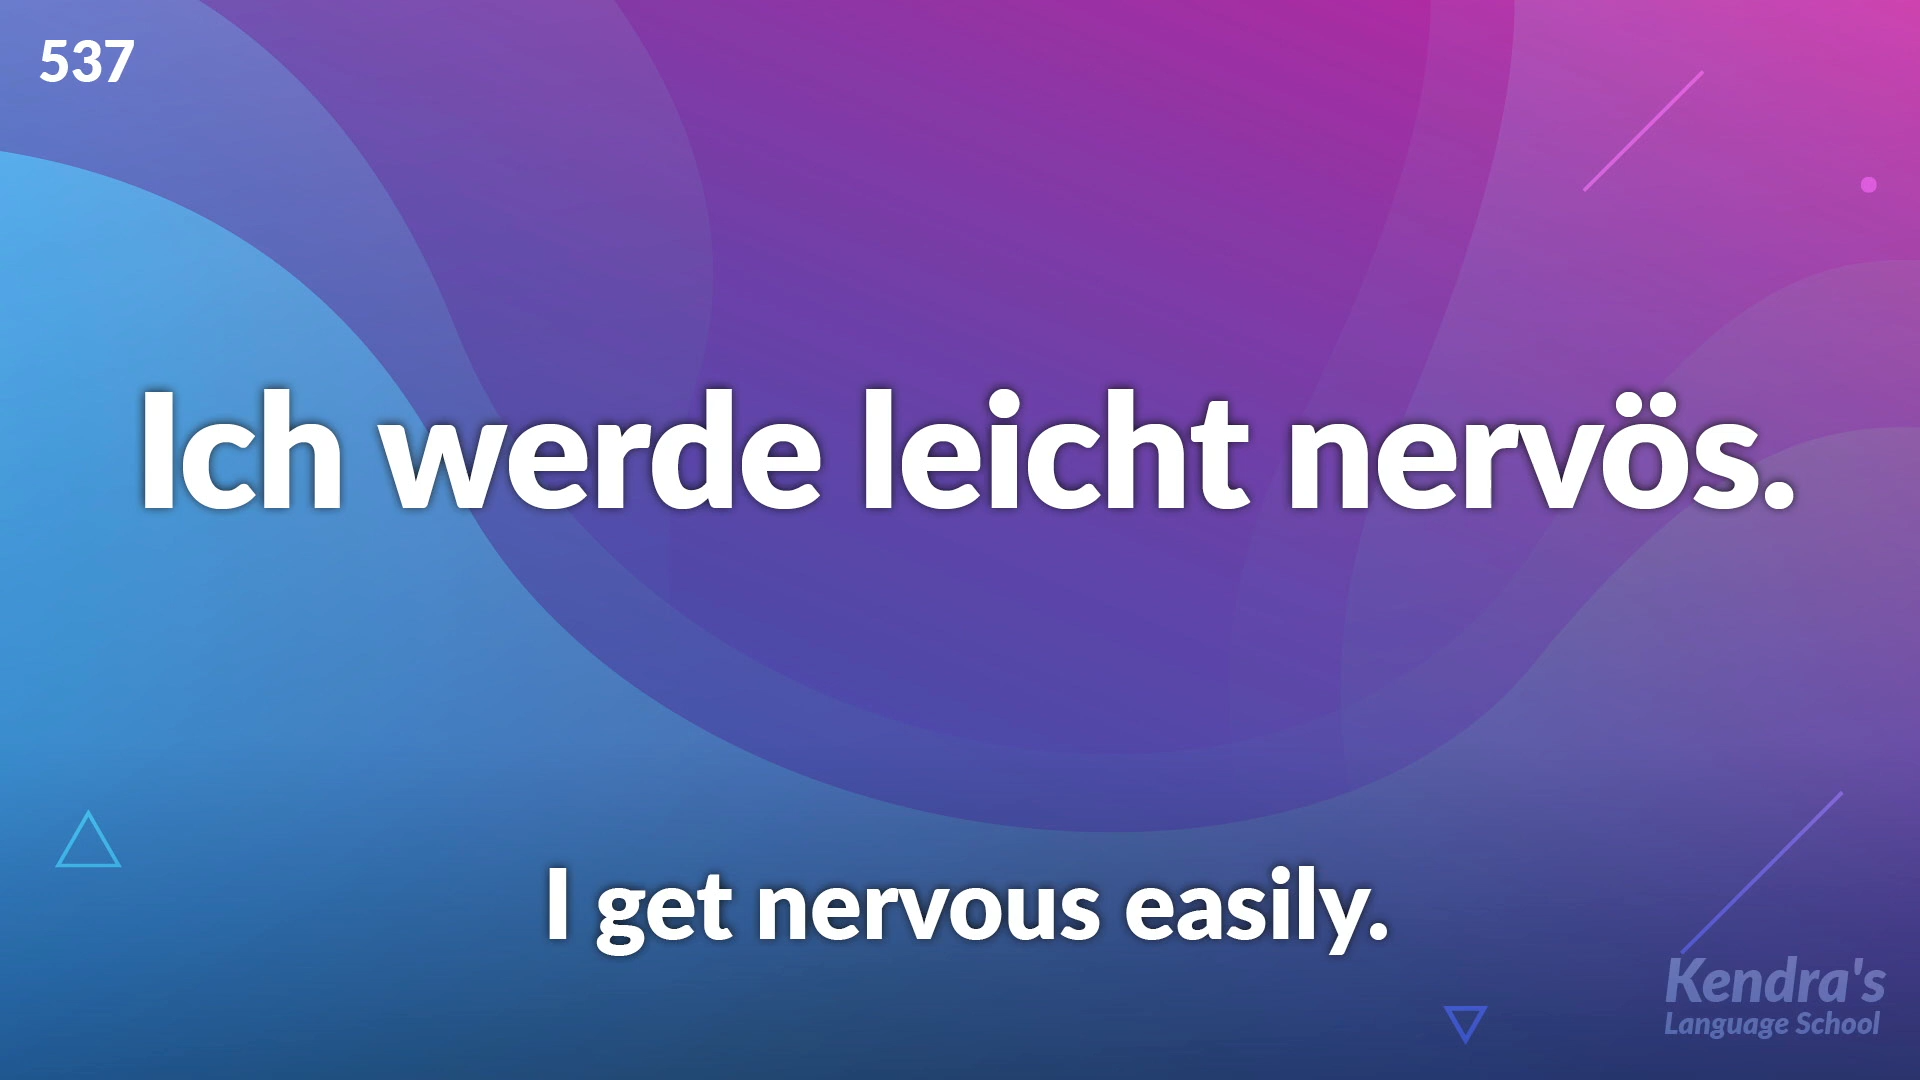 537
Ich werde leicht nervös.
I get nervous easily.
Kendra's
Language School